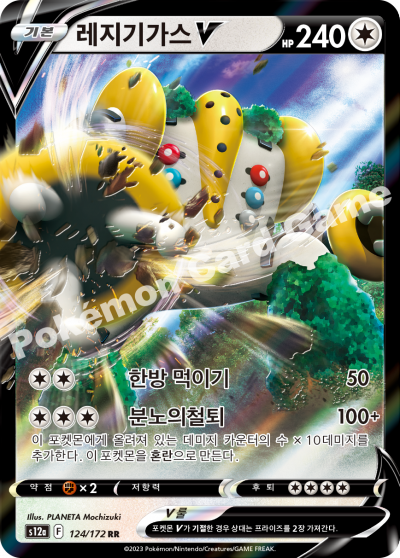 기본 레지기가스 V HP 240
Pokémon Card Game
한방 먹이기 50
분노의철퇴 100+
이 포켓몬에게 올려져 있는 데미지 카운터의 수 ×10데미지를
추가한다. 이 포켓몬을 혼란으로 만든다.
약점 ×2 저항력 후퇴
Illus. PLANETA Mochizuki
V 룰
s12a F 124/172 RR
포켓몬 V가 기절한 경우 상대는 프라이즈를 2장 가져간다.
©2023 Pokémon/Nintendo/Creatures/GAME FREAK.